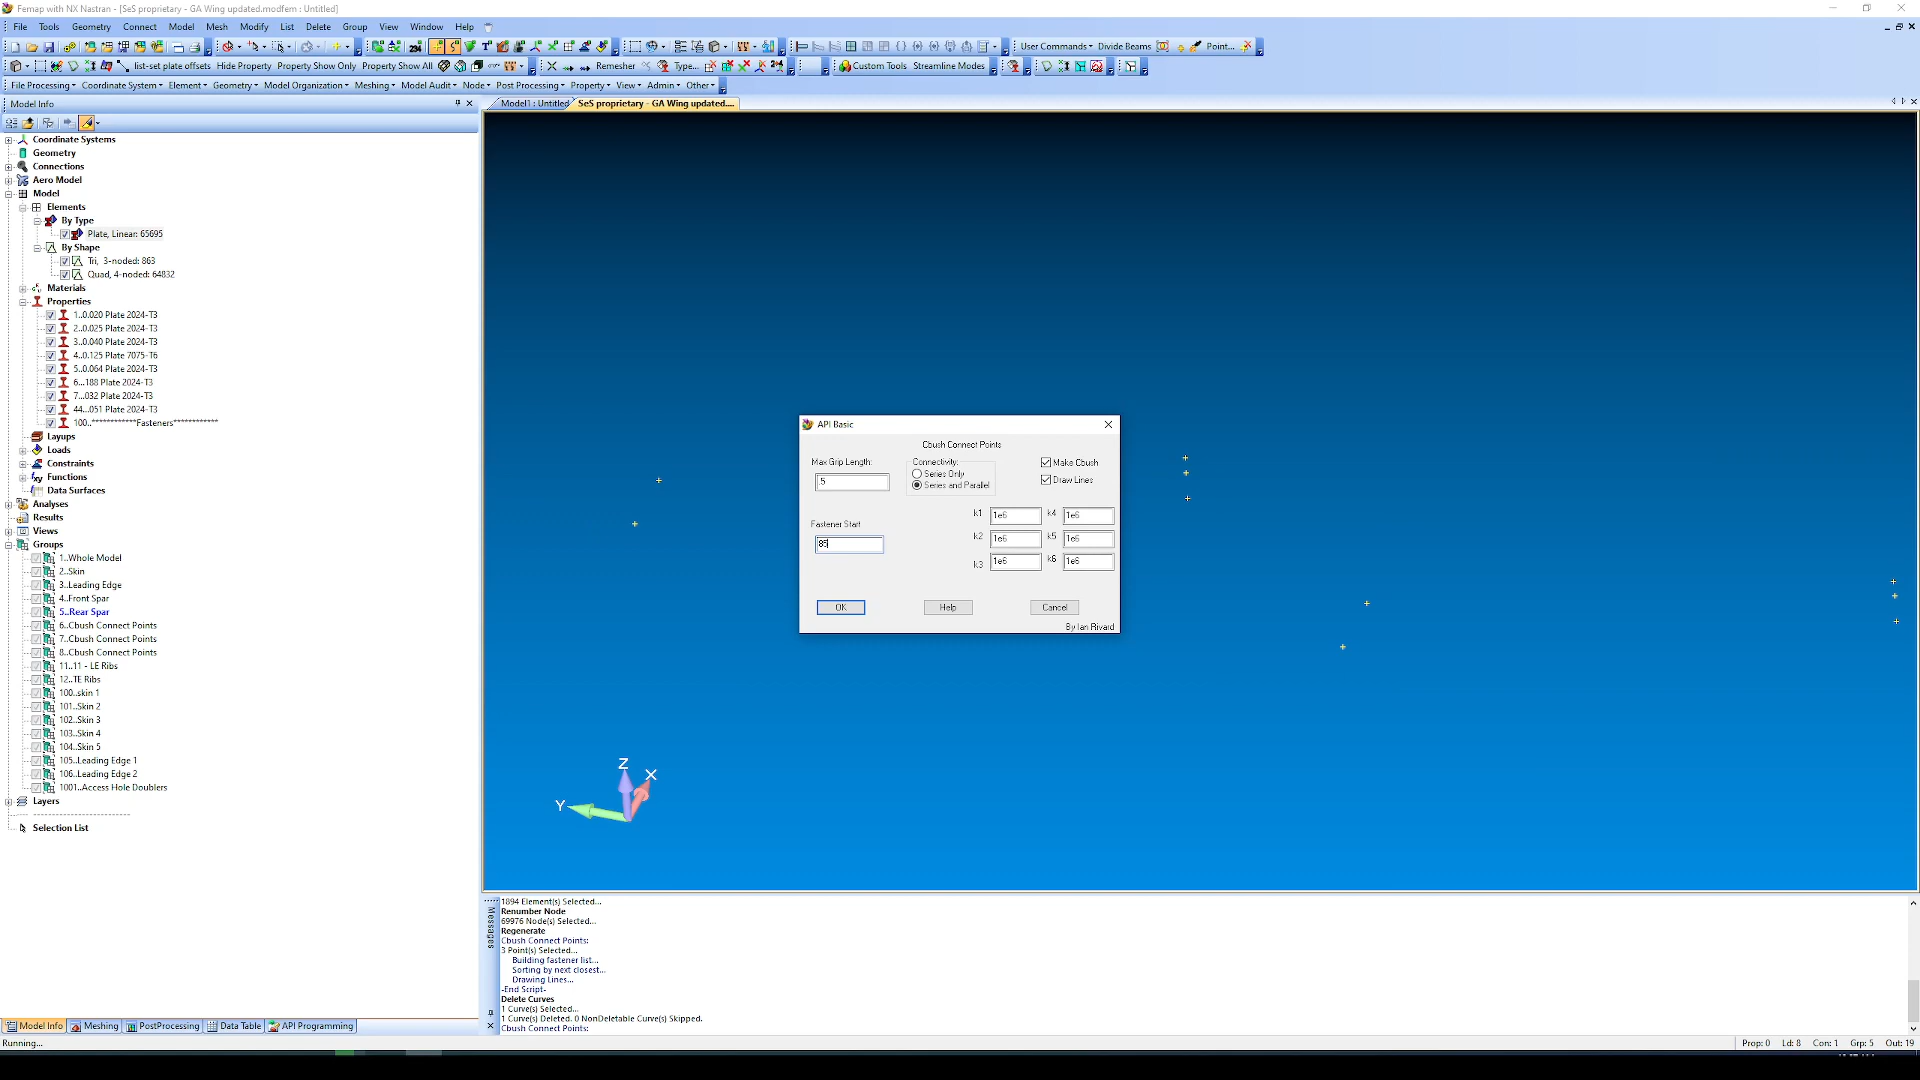 Femap with NX Nastran - [SeS proprietary - GA Wing updated.modfem : Untitled]
File Tools Geometry Connect Model Mesh Modify List Delete Group View Window Help
User Commands Divide Beams Point...
list-set plate offsets Hide Property Property Show Only Property Show All Remesher Type... Custom Tools Streamline Modes
File Processing Coordinate System Element Geometry Model Organization Meshing Model Audit Node Post Processing Property View Admin Other
Model Info
Model1 : Untitled SeS proprietary - GA Wing updated....
Coordinate Systems
Geometry
Connections
Aero Model
Model
Elements
By Type
Plate, Linear: 65695
By Shape
Tri, 3-noded: 863
Quad, 4-noded: 64832
Materials
Properties
1..0.020 Plate 2024-T3
2..0.025 Plate 2024-T3
3..0.040 Plate 2024-T3
4..0.125 Plate 7075-T6
5..0.064 Plate 2024-T3
6...188 Plate 2024-T3
7...032 Plate 2024-T3
44...051 Plate 2024-T3
100..************Fasteners************
Layups
Loads
Constraints
Functions
Data Surfaces
Analyses
Results
Views
Groups
1..Whole Model
2..Skin
3..Leading Edge
4..Front Spar
5..Rear Spar
6..Cbush Connect Points
7..Cbush Connect Points
8..Cbush Connect Points
11..11 - LE Ribs
12..TE Ribs
100..skin 1
101..Skin 2
102..Skin 3
103..Skin 4
104..Skin 5
105..Leading Edge 1
106..Leading Edge 2
1001..Access Hole Doublers
Layers
Selection List
API Basic
Cbush Connect Points
Max Grip Length:
.5
Connectivity:
Series Only
Series and Parallel
Make Cbush
Draw Lines
Fastener Start
85
k1 1e6 k4 1e6
k2 1e6 k5 1e6
k3 1e6 k6 1e6
OK Help Cancel
By Ian Rivard
Z
X
Y
Messages
1894 Element(s) Selected...
Renumber Node
69976 Node(s) Selected...
Regenerate
Cbush Connect Points:
3 Point(s) Selected...
Building fastener list...
Sorting by next closest...
Drawing Lines...
-End Script-
Delete Curves
1 Curve(s) Selected...
1 Curve(s) Deleted. 0 NonDeletable Curve(s) Skipped.
Cbush Connect Points:
Model Info Meshing PostProcessing Data Table API Programming
Running...
Prop: 0 Ld: 8 Con: 1 Grp: 5 Out: 19